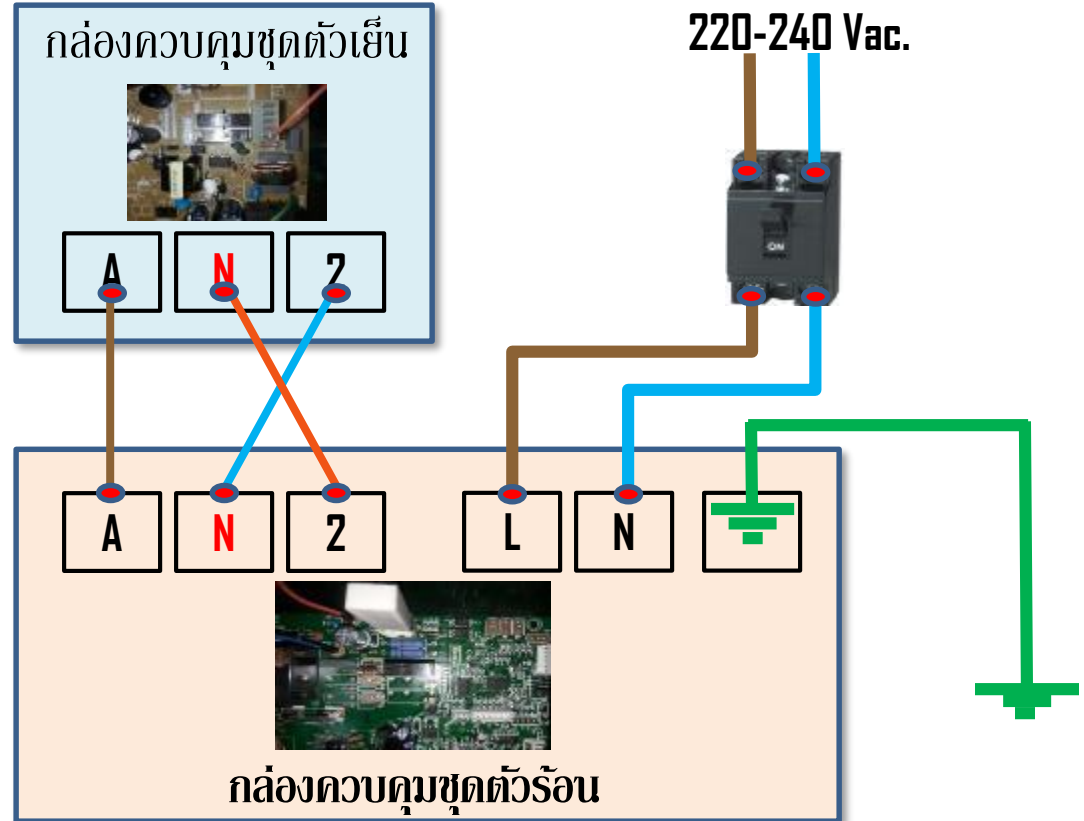 กล่องควบคุมชุดตัวเย็น
220-240 Vac.
ON
A N 2
A N 2 L N
กล่องควบคุมชุดตัวร้อน